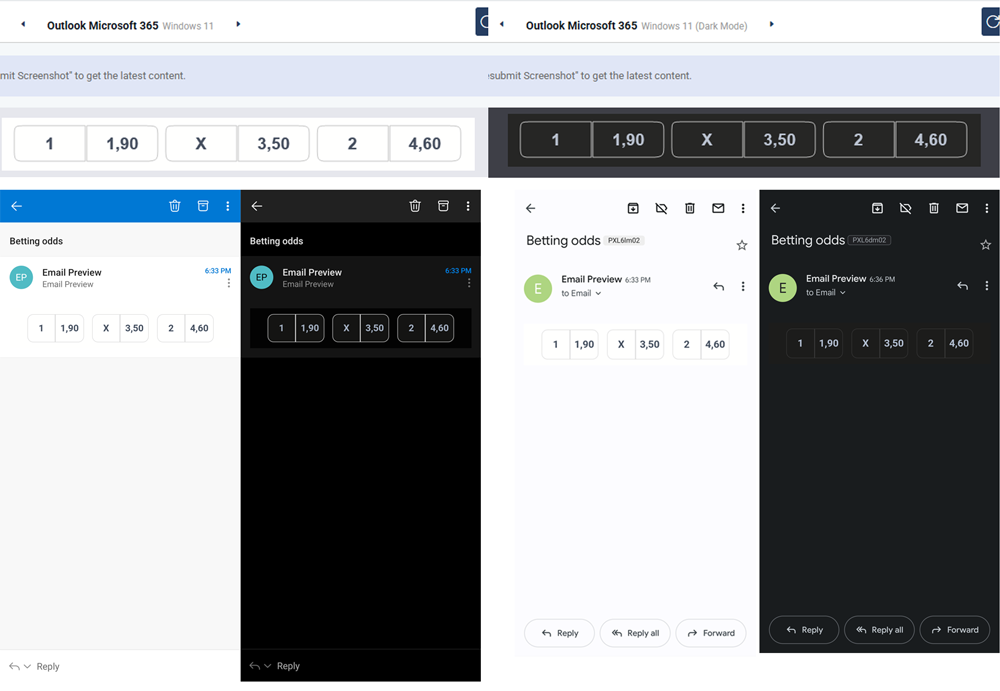 Outlook Microsoft 365 Windows 11
Outlook Microsoft 365 Windows 11 (Dark Mode)
mit Screenshot" to get the latest content.
submit Screenshot" to get the latest content.
1 1,90 X 3,50 2 4,60
1 1,90 X 3,50 2 4,60
Betting odds
EP Email Preview 6:33 PM
Email Preview
1 1,90 X 3,50 2 4,60
Reply
Betting odds
EP Email Preview 6:33 PM
Email Preview
1 1,90 X 3,50 2 4,60
Reply
Betting odds PXL6lm02
E Email Preview 6:33 PM
to Email
1 1,90 X 3,50 2 4,60
Reply Reply all Forward
Betting odds PXL6dm02
E Email Preview 6:36 PM
to Email
1 1,90 X 3,50 2 4,60
Reply Reply all Forward